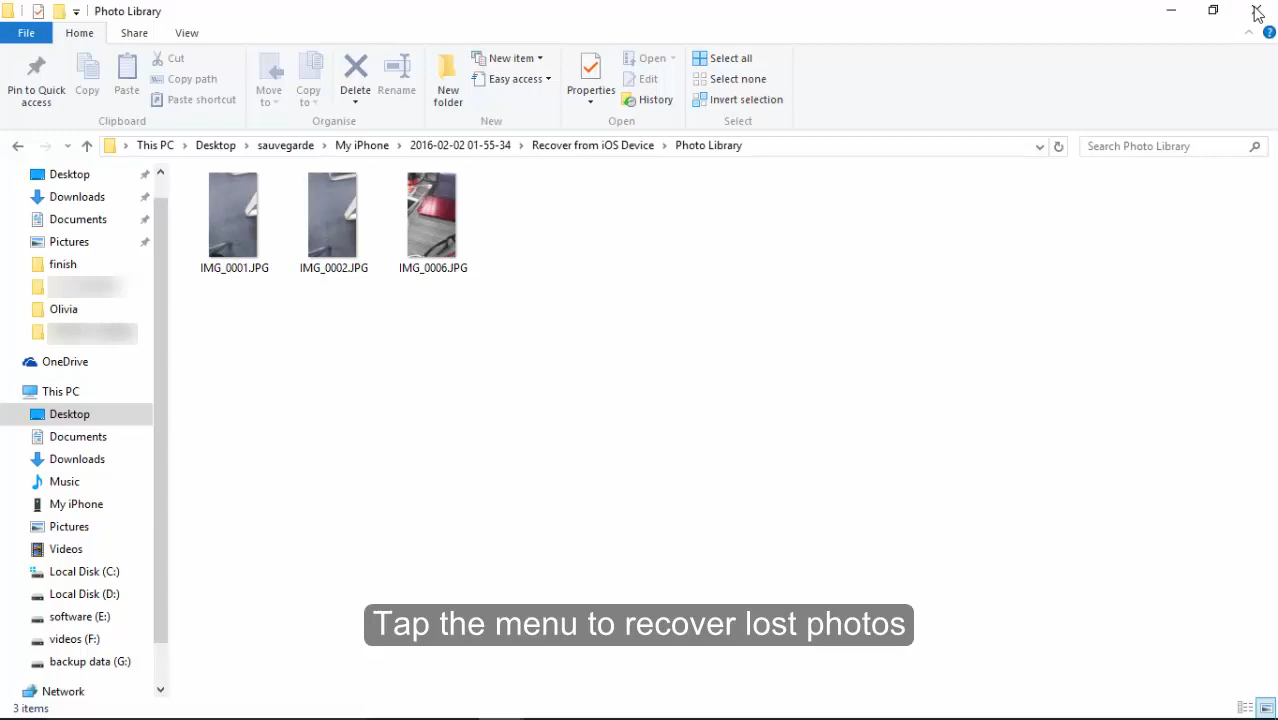 Photo Library
File Home Share View
Pin to Quick access
Copy
Paste
Cut
Copy path
Paste shortcut
Clipboard
Move to
Copy to
Delete
Rename
Organise
New folder
New item
Easy access
New
Properties
Open
Edit
History
Open
Select all
Select none
Invert selection
Select
This PC > Desktop > sauvegarde > My iPhone > 2016-02-02 01-55-34 > Recover from iOS Device > Photo Library
Search Photo Library
Desktop
Downloads
Documents
Pictures
finish
Olivia
OneDrive
This PC
Desktop
Documents
Downloads
Music
My iPhone
Pictures
Videos
Local Disk (C:)
Local Disk (D:)
software (E:)
videos (F:)
backup data (G:)
Network
IMG_0001.JPG IMG_0002.JPG IMG_0006.JPG
Tap the menu to recover lost photos
3 items